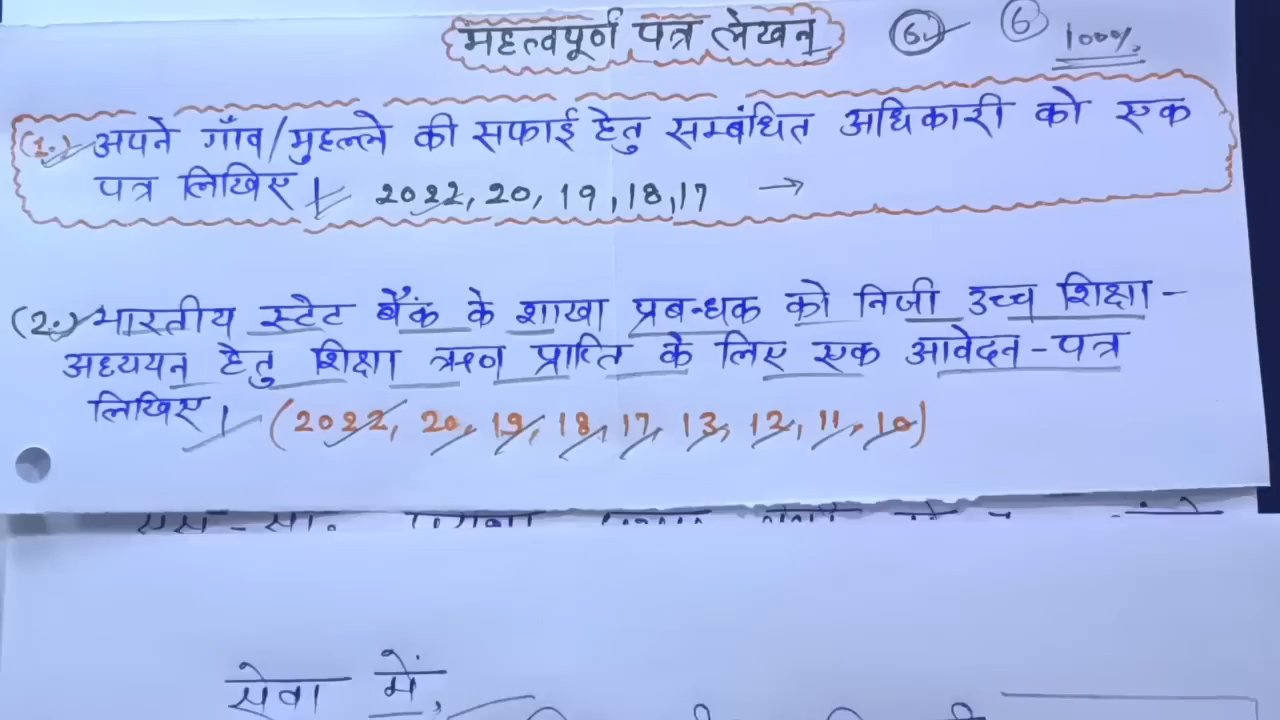 महत्वपूर्ण पत्र लेखन 6. 6 100%
(1.) अपने गाँव/मुहल्ले की सफाई हेतु सम्बंधित अधिकारी को एक
पत्र लिखिए। 2022, 20, 19, 18, 17 →
(2.) भारतीय स्टेट बैंक के शाखा प्रबन्धक को निजी उच्च शिक्षा-
अध्ययन हेतु शिक्षा ऋण प्राप्ति के लिए एक आवेदन-पत्र
लिखिए। (2022, 20, 19, 18, 17, 13, 12, 11, 10)
सेवा में,